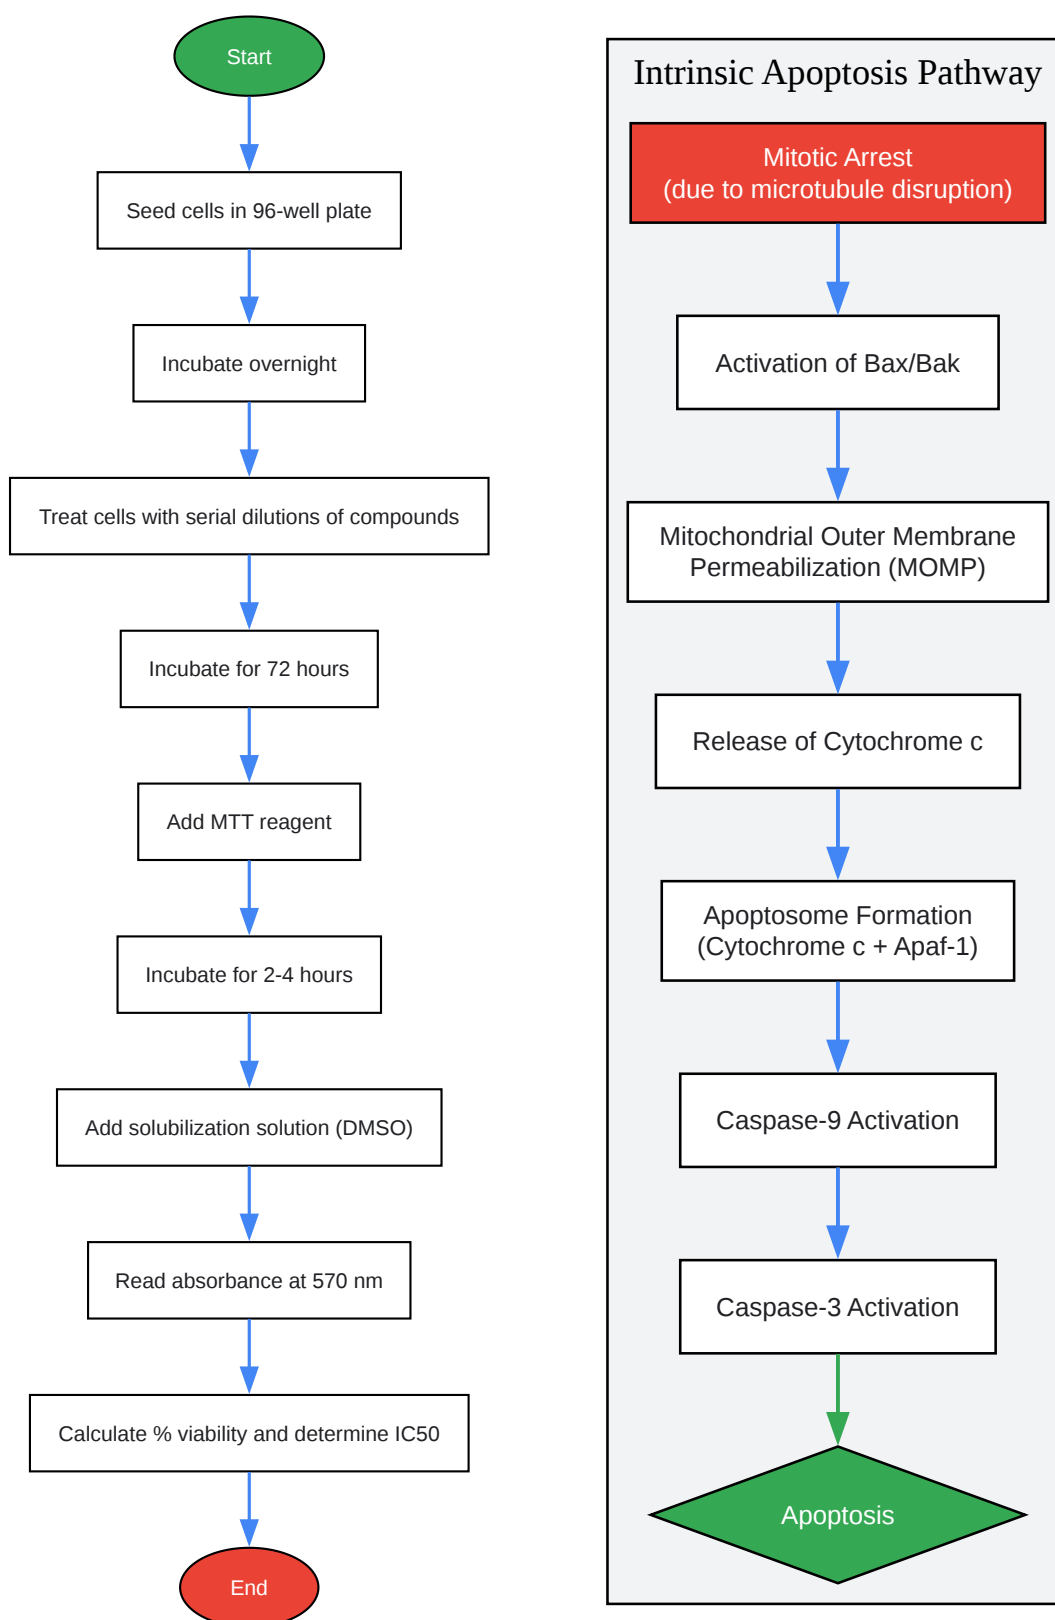 Start
Seed cells in 96-well plate
Incubate overnight
Treat cells with serial dilutions of compounds
Incubate for 72 hours
Add MTT reagent
Incubate for 2-4 hours
Add solubilization solution (DMSO)
Read absorbance at 570 nm
Calculate % viability and determine IC50
End
Intrinsic Apoptosis Pathway
Mitotic Arrest
(due to microtubule disruption)
Activation of Bax/Bak
Mitochondrial Outer Membrane
Permeabilization (MOMP)
Release of Cytochrome c
Apoptosome Formation
(Cytochrome c + Apaf-1)
Caspase-9 Activation
Caspase-3 Activation
Apoptosis